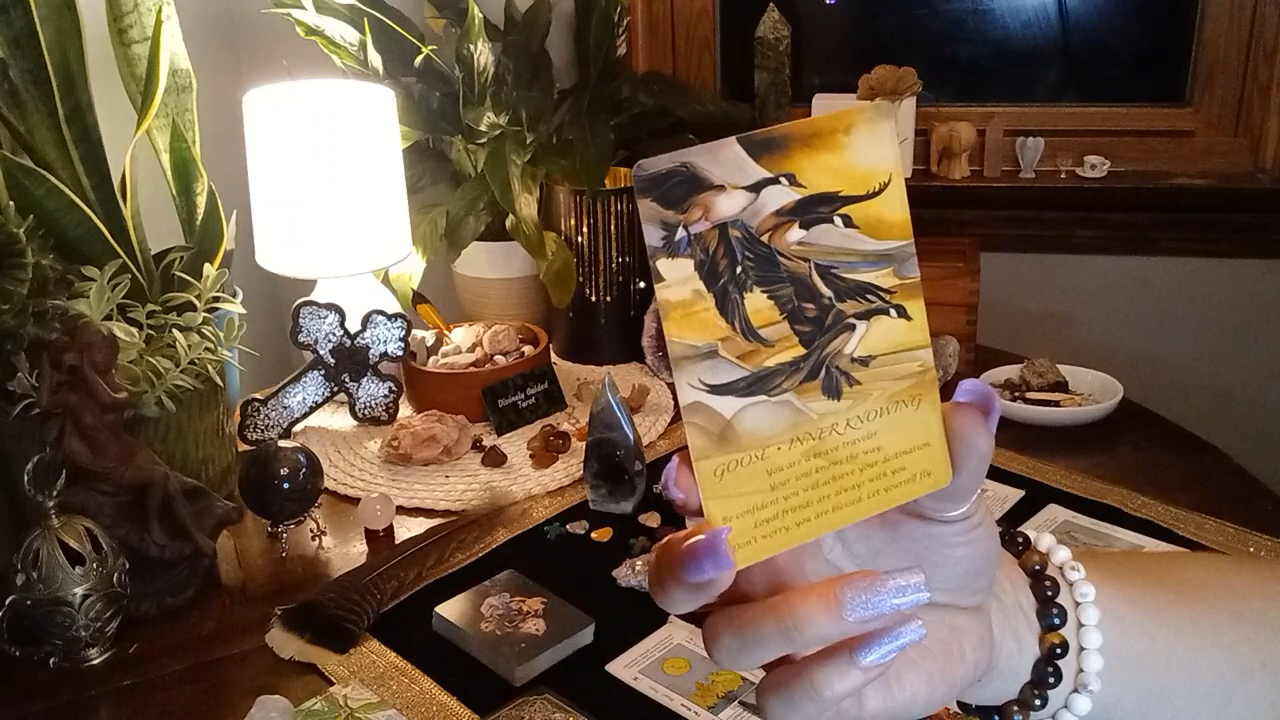 Divinely Guided
Tarot
GOOSE • INNER KNOWING
You are a brave traveler
Your soul knows the way.
Be confident you will achieve your destination,
Loyal friends are always with you.
Don't worry, you are blessed. Let yourself fly.